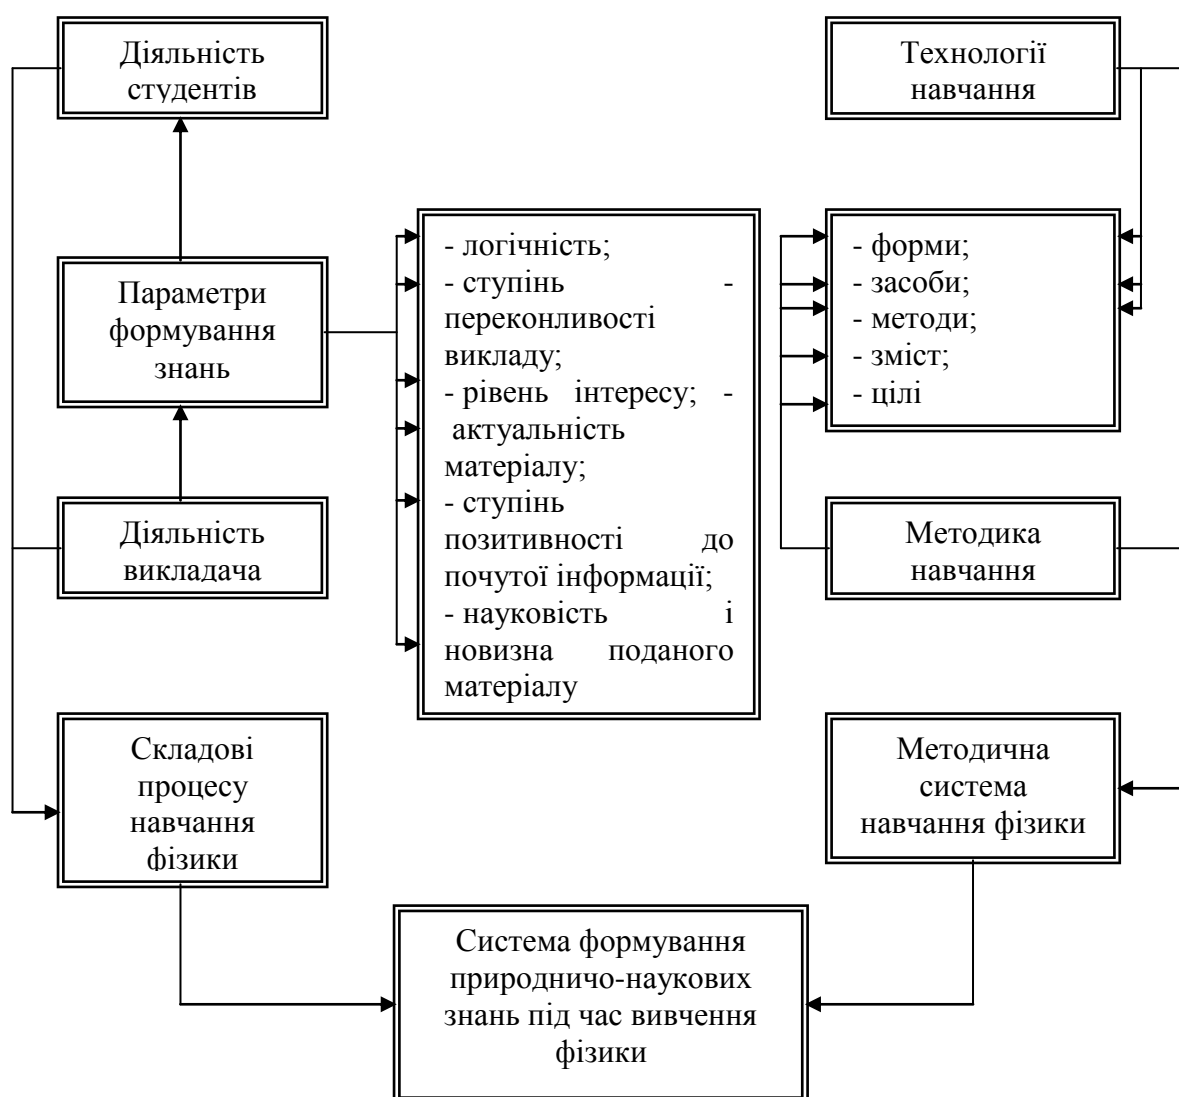 Діяльність
студентів
Технології
навчання
Параметри
формування
знань
- логічність;
- ступінь -
переконливості
викладу;
- рівень інтересу; -
актуальність
матеріалу;
- ступінь
позитивності до
почутої інформації;
- науковість і
новизна поданого
матеріалу
- форми;
- засоби;
- методи;
- зміст;
- цілі
Діяльність
викладача
Методика
навчання
Складові
процесу
навчання
фізики
Методична
система
навчання фізики
Система формування
природничо-наукових
знань під час вивчення
фізики